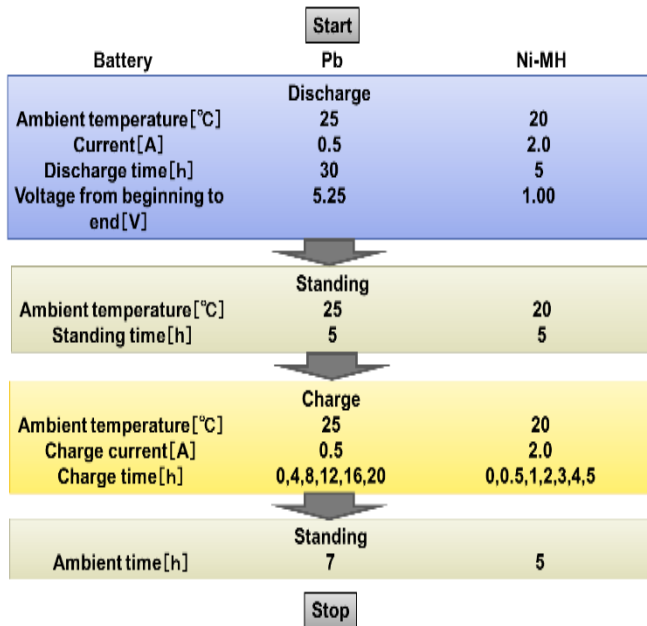 Start
Battery Pb Ni-MH
Discharge
Ambient temperature[℃] 25 20
Current[A] 0.5 2.0
Discharge time[h] 30 5
Voltage from beginning to 5.25 1.00
end[V]
Standing
Ambient temperature[℃] 25 20
Standing time[h] 5 5
Charge
Ambient temperature[℃] 25 20
Charge current[A] 0.5 2.0
Charge time[h] 0,4,8,12,16,20 0,0.5,1,2,3,4,5
Standing
Ambient time[h] 7 5
Stop